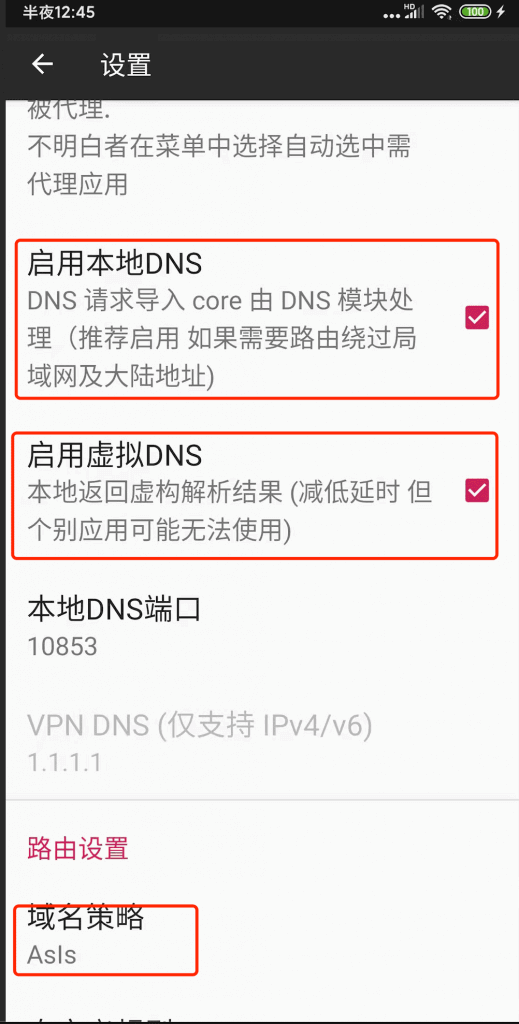 半夜12:45
HD
100
设置
被代理.
不明白者在菜单中选择自动选中需
代理应用
启用本地DNS
DNS 请求导入 core 由 DNS 模块处
理（推荐启用 如果需要路由绕过局
域网及大陆地址)
启用虚拟DNS
本地返回虚构解析结果 (减低延时 但
个别应用可能无法使用)
本地DNS端口
10853
VPN DNS (仅支持 IPv4/v6)
1.1.1.1
路由设置
域名策略
AsIs